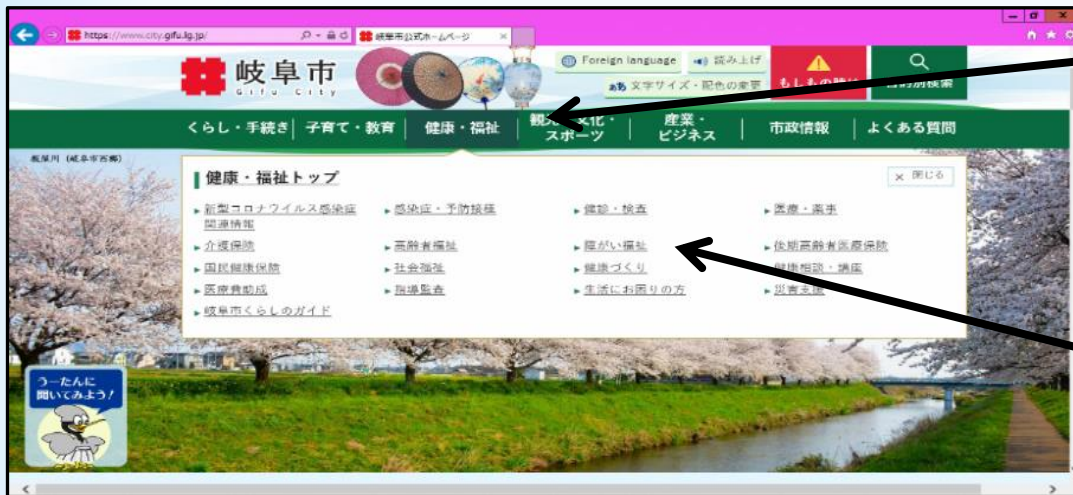 https://www.city.gifu.lg.jp/
岐阜市公式ホームページ
岐阜市
Gifu City
Foreign language
読み上げ
ああ 文字サイズ・配色の変更
もしもの時に
目的別検索
くらし・手続き
子育て・教育
健康・福祉
観光・文化・
スポーツ
産業・
ビジネス
市政情報
よくある質問
健康・福祉トップ
× 閉じる
新型コロナウイルス感染症
関連情報
感染症・予防接種
健診・検査
医療・薬事
介護保険
高齢者福祉
障がい福祉
後期高齢者医療保険
国民健康保険
社会福祉
健康づくり
健康相談・講座
医療費助成
指導監査
生活にお困りの方
災害支援
岐阜市くらしのガイド
うーたんに
聞いてみよう!